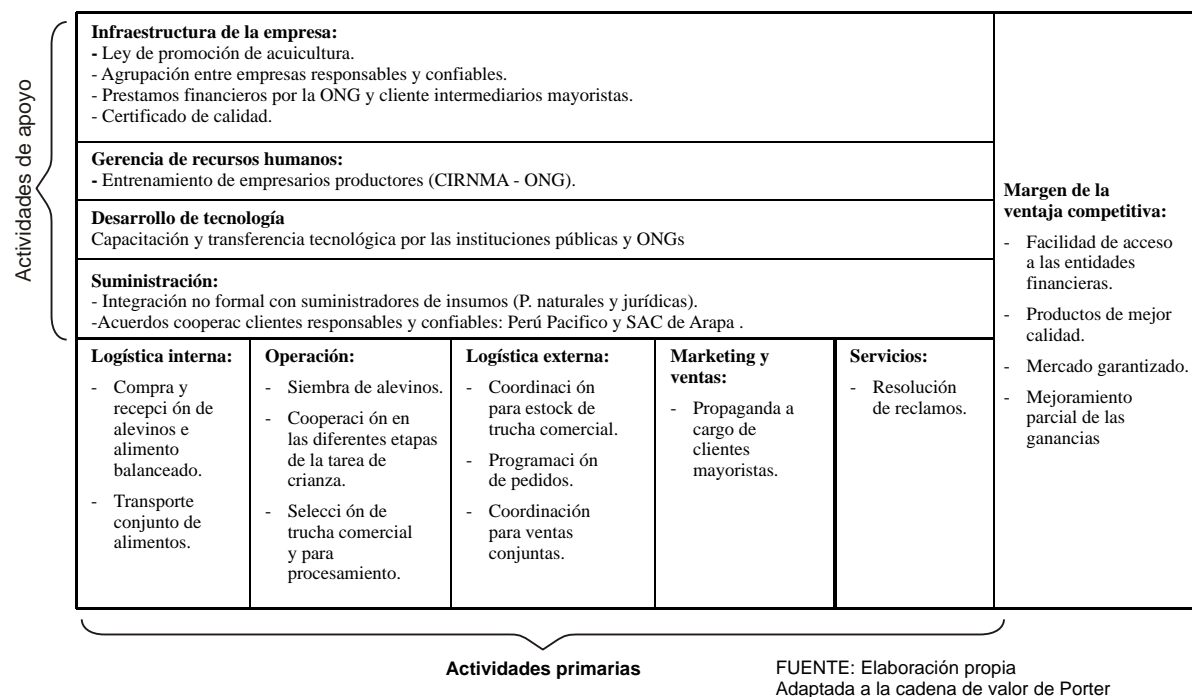 Actividades de apoyo
Infraestructura de la empresa:
- Ley de promoción de acuicultura.
- Agrupación entre empresas responsables y confiables.
- Prestamos financieros por la ONG y cliente intermediarios mayoristas.
- Certificado de calidad.
Gerencia de recursos humanos:
- Entrenamiento de empresarios productores (CIRNMA - ONG).
Desarrollo de tecnología
Capacitación y transferencia tecnológica por las instituciones públicas y ONGs
Suministración:
- Integración no formal con suministradores de insumos (P. naturales y jurídicas).
-Acuerdos cooperac clientes responsables y confiables: Perú Pacifico y SAC de Arapa .
Logística interna:
- Compra y
recepci ón de
alevinos e
alimento
balanceado.
- Transporte
conjunto de
alimentos.
Operación:
- Siembra de alevinos.
- Cooperaci ón en
las diferentes etapas
de la tarea de
crianza.
- Selecci ón de
trucha comercial
y para
procesamiento.
Logística externa:
- Coordinaci ón
para estock de
trucha comercial.
- Programaci ón
de pedidos.
- Coordinación
para ventas
conjuntas.
Marketing y
ventas:
- Propaganda a
cargo de
clientes
mayoristas.
Servicios:
- Resolución
de reclamos.
Margen de la
ventaja competitiva:
- Facilidad de acceso
a las entidades
financieras.
- Productos de mejor
calidad.
- Mercado garantizado.
- Mejoramiento
parcial de las
ganancias
Actividades primarias
FUENTE: Elaboración propia
Adaptada a la cadena de valor de Porter